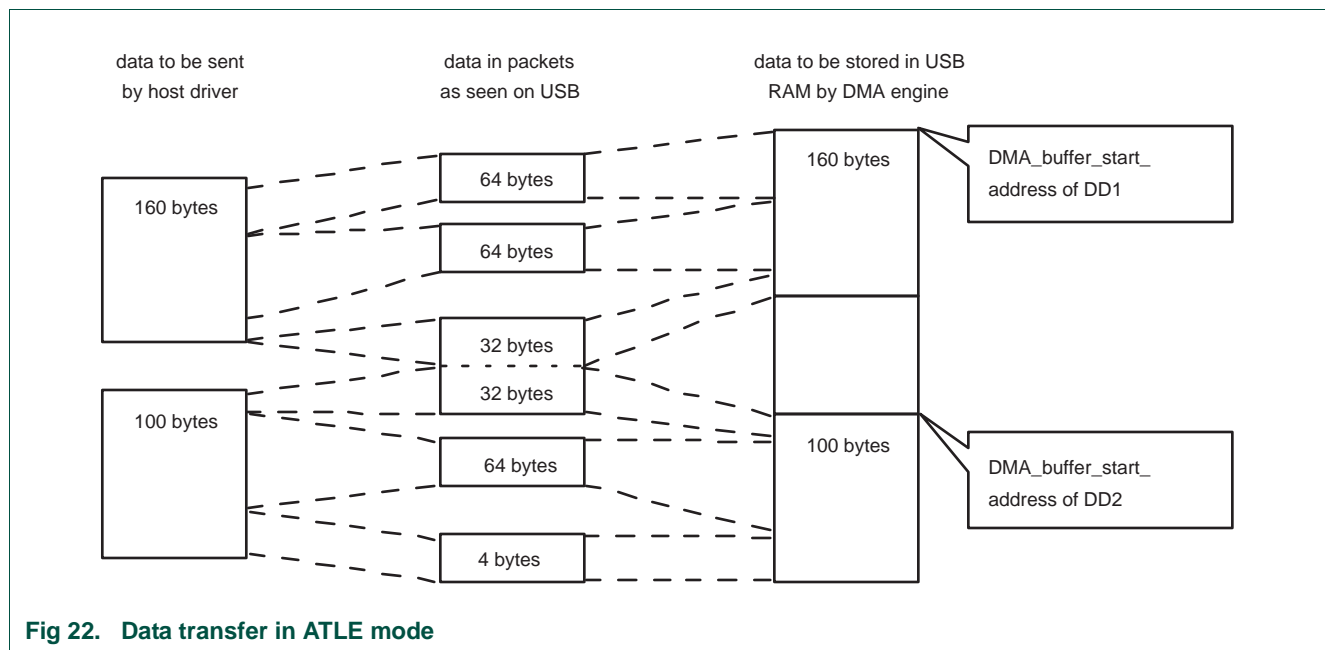 data to be sent
by host driver
data in packets
as seen on USB
data to be stored in USB
RAM by DMA engine
160 bytes
100 bytes
64 bytes
64 bytes
32 bytes
32 bytes
64 bytes
4 bytes
160 bytes
100 bytes
DMA_buffer_start_
address of DD1
DMA_buffer_start_
address of DD2
Fig 22. Data transfer in ATLE mode